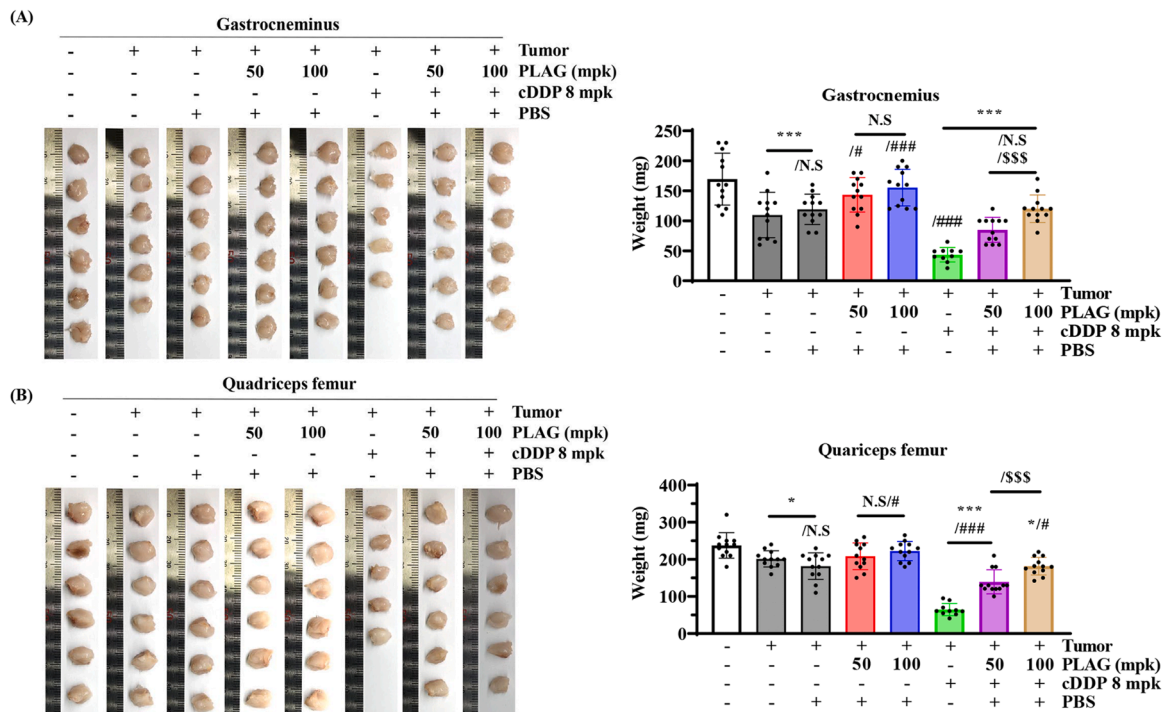 (A)
Gastrocneminus
- + + + + + + + Tumor
- - - 50 100 - 50 100 PLAG (mpk)
- - - - - + + + cDDP 8 mpk
- - + + + - + + PBS
Gastrocnemius
Weight (mg)
250
200
150
100
50
0
***
/N.S
/#
N.S
/###
/###
***
/N.S
/$$$
- + + + + + + + Tumor
- - - 50 100 - 50 100 PLAG (mpk)
- - - - - + + + cDDP 8 mpk
- - + + + - + + PBS
(B)
Quadriceps femur
- + + + + + + + Tumor
- - - 50 100 - 50 100 PLAG (mpk)
- - - - - + + + cDDP 8 mpk
- - + + + - + + PBS
Quariceps femur
Weight (mg)
400
300
200
100
0
*
/N.S
N.S/#
***
/###
/$$$
*/#
- + + + + + + + Tumor
- - - 50 100 - 50 100 PLAG (mpk)
- - - - - + + + cDDP 8 mpk
- - + + + - + + PBS